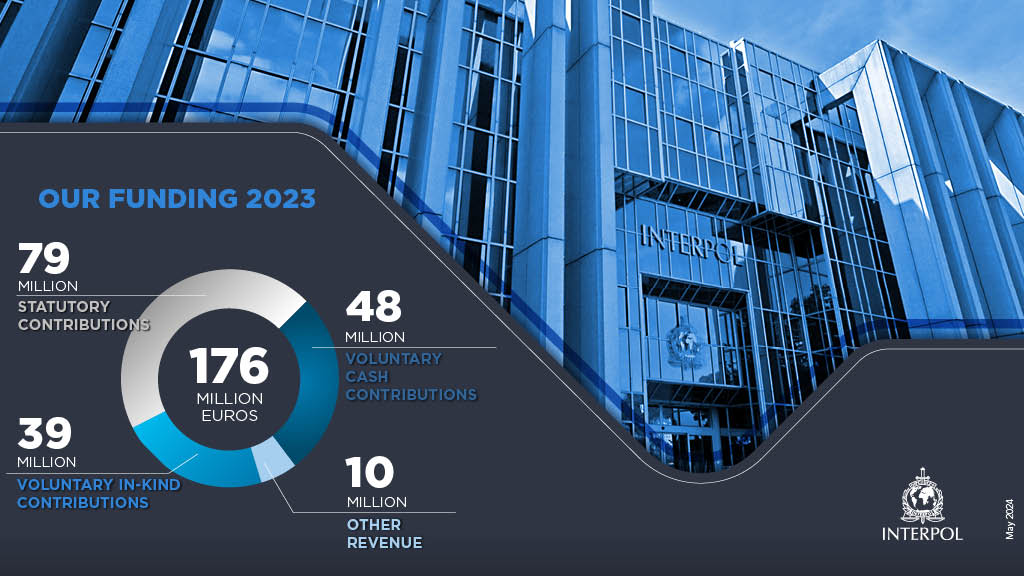 OUR FUNDING 2023
79
MILLION
STATUTORY
CONTRIBUTIONS
48
MILLION
VOLUNTARY
CASH
CONTRIBUTIONS
176
MILLION
EUROS
39
MILLION
VOLUNTARY IN-KIND
CONTRIBUTIONS
10
MILLION
OTHER
REVENUE
INTERPOL
INTERPOL
May 2024